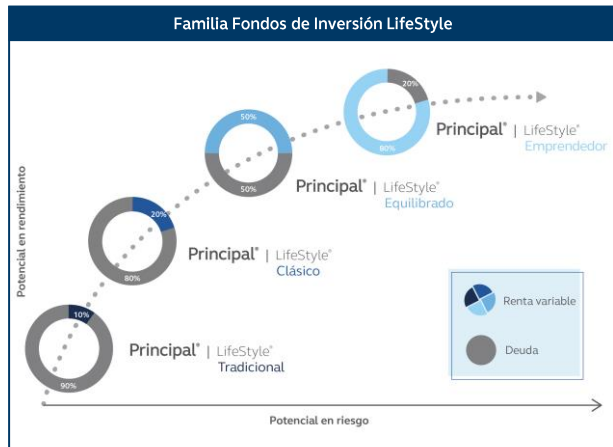 Familia Fondos de Inversión LifeStyle
20%
80%
Principal® | LifeStyle®
Emprendedor
50%
50%
Principal® | LifeStyle®
Equilibrado
20%
80%
Principal® | LifeStyle®
Clásico
10%
90%
Principal® | LifeStyle®
Tradicional
Renta variable
Deuda
Potencial en rendimiento
Potencial en riesgo